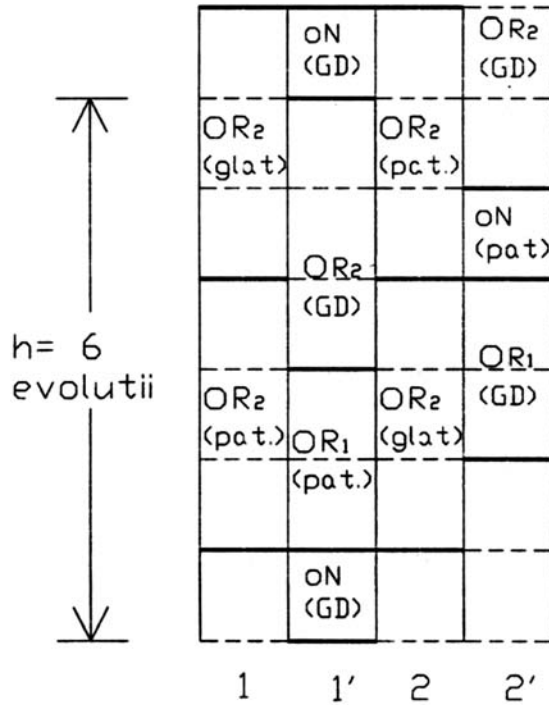 oN
(GD)
OR2
(GD)
OR2
(glat)
OR2
(pat.)
oN
(pat)
OR2
(GD)
h= 6
evolutii
OR1
(GD)
OR2
(pat.)
OR1
(pat.)
OR2
(glat)
oN
(GD)
1 1' 2 2'